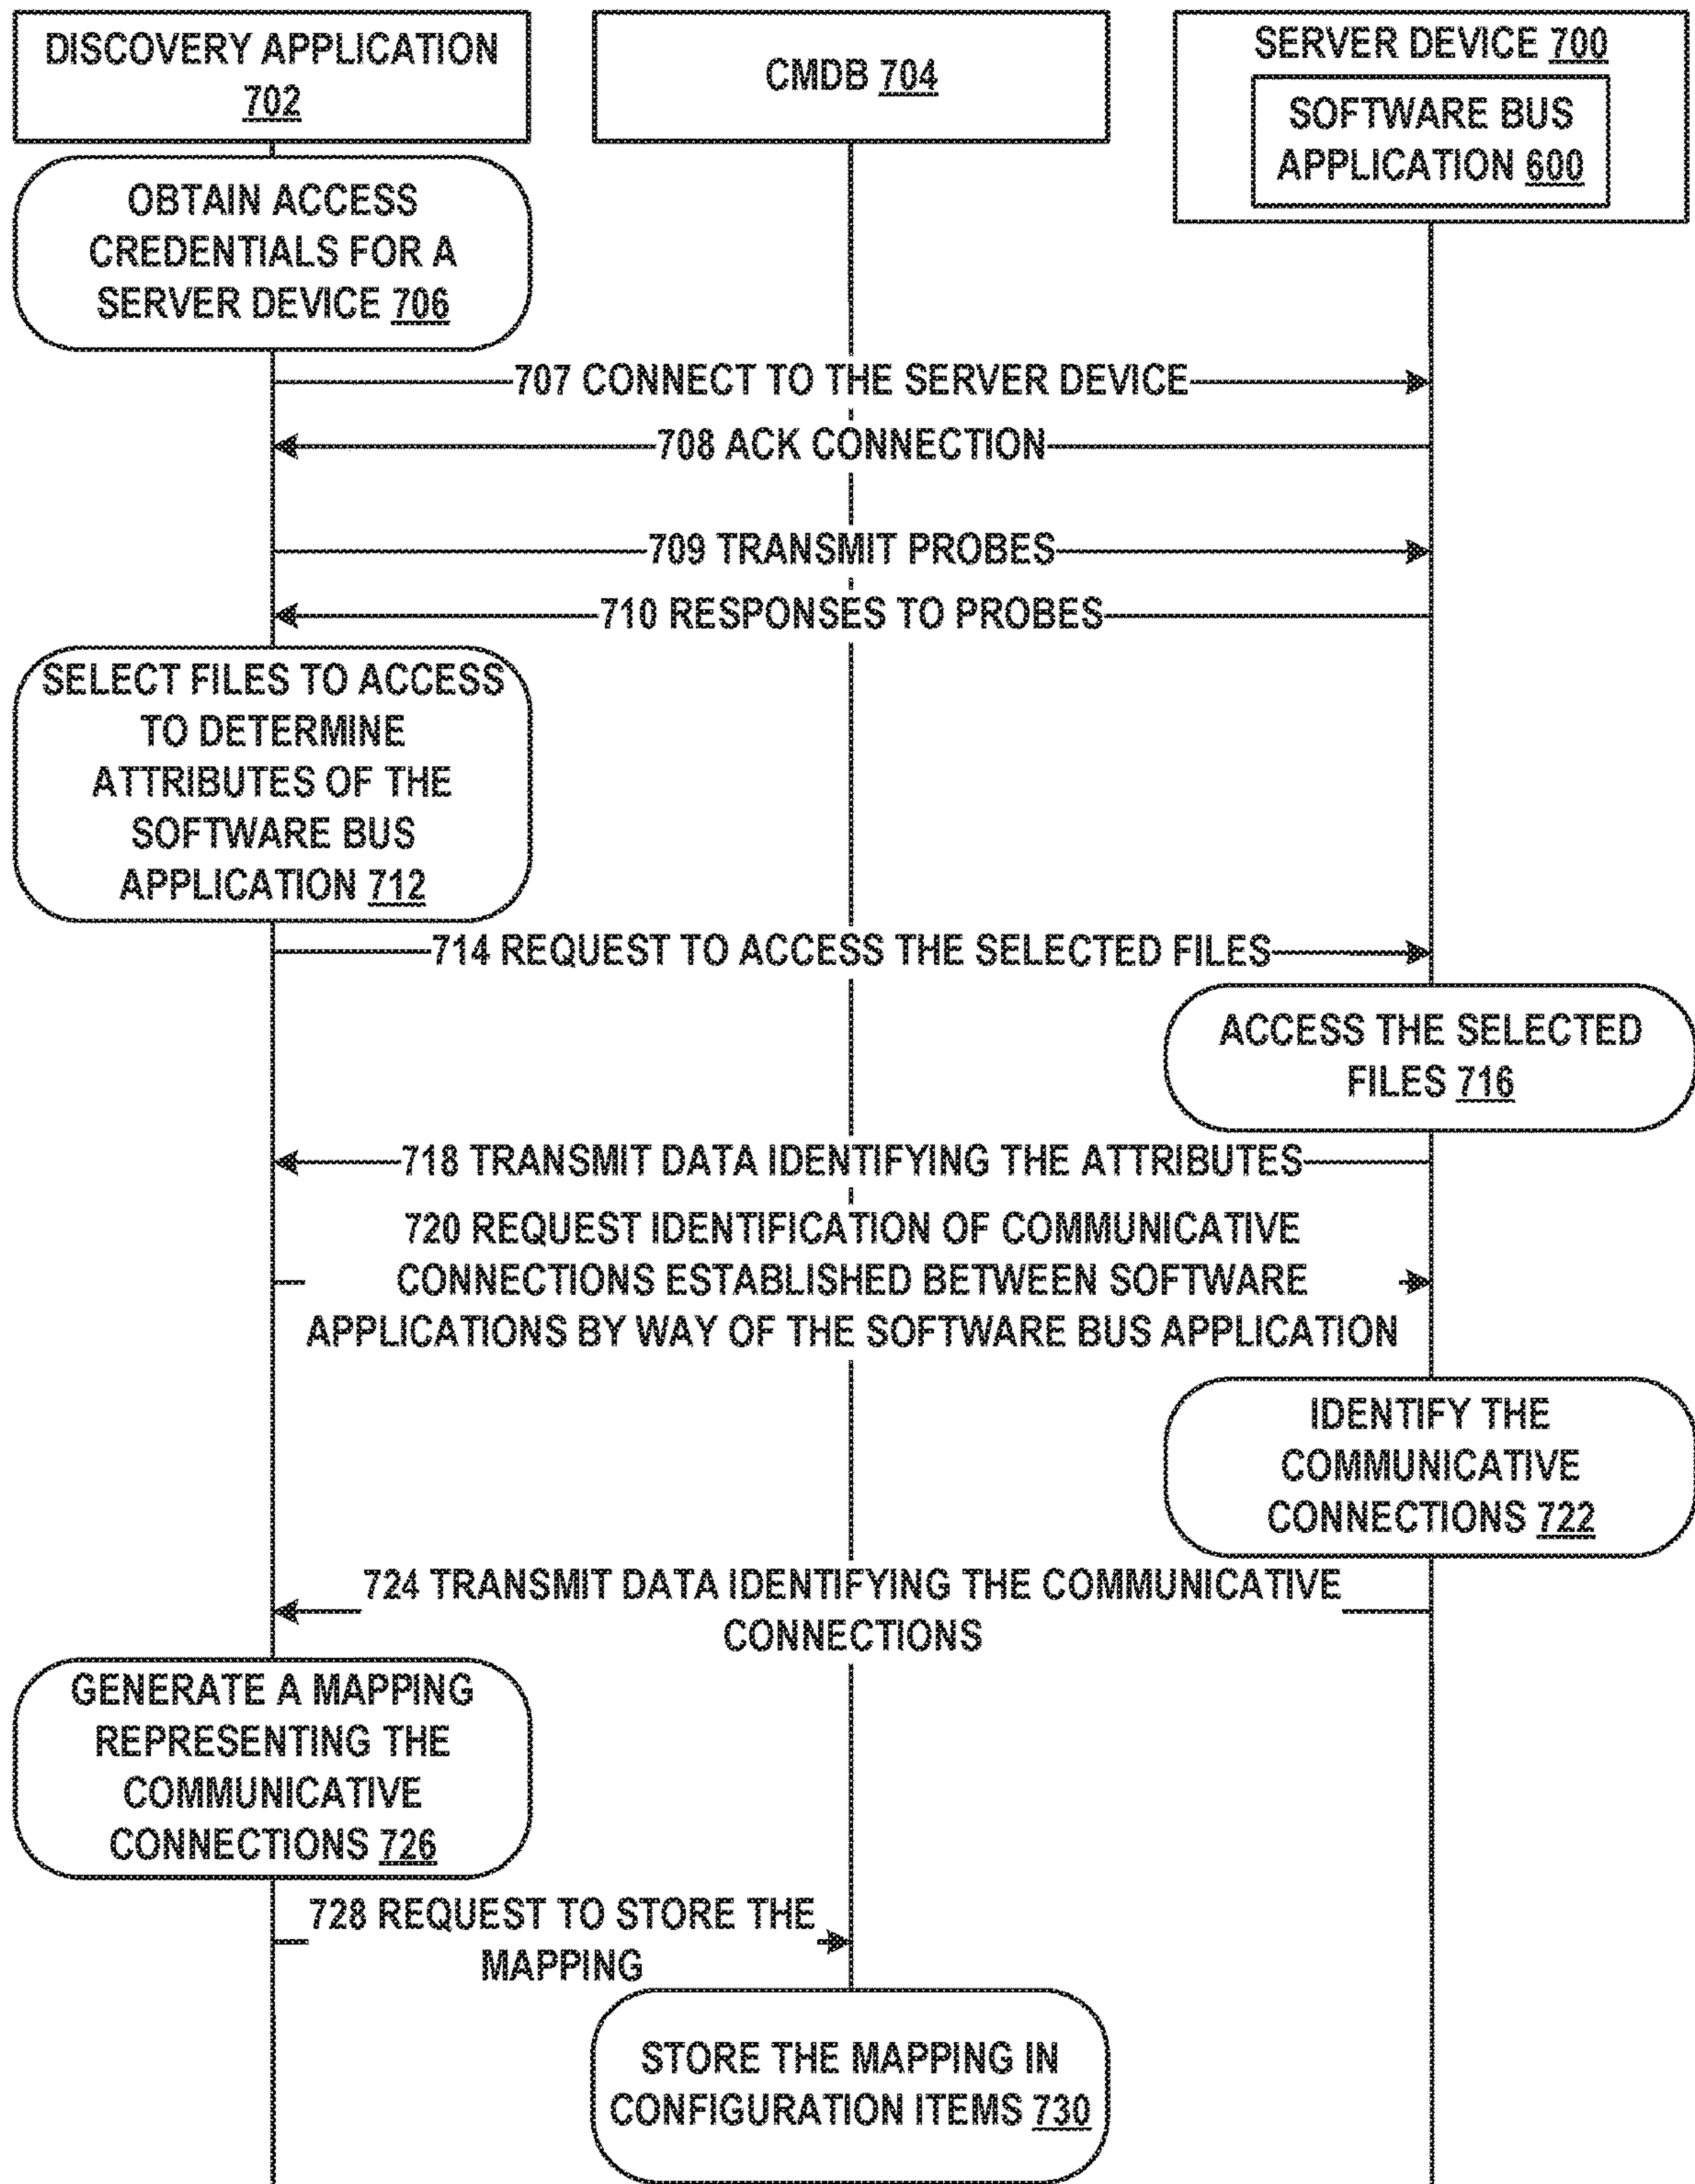 DISCOVERY APPLICATION
702
CMDB 704
SERVER DEVICE 700
SOFTWARE BUS
APPLICATION 600
OBTAIN ACCESS
CREDENTIALS FOR A
SERVER DEVICE 706
707 CONNECT TO THE SERVER DEVICE
708 ACK CONNECTION
709 TRANSMIT PROBES
710 RESPONSES TO PROBES
SELECT FILES TO ACCESS
TO DETERMINE
ATTRIBUTES OF THE
SOFTWARE BUS
APPLICATION 712
714 REQUEST TO ACCESS THE SELECTED FILES
ACCESS THE SELECTED
FILES 716
718 TRANSMIT DATA IDENTIFYING THE ATTRIBUTES
720 REQUEST IDENTIFICATION OF COMMUNICATIVE
CONNECTIONS ESTABLISHED BETWEEN SOFTWARE
APPLICATIONS BY WAY OF THE SOFTWARE BUS APPLICATION
IDENTIFY THE
COMMUNICATIVE
CONNECTIONS 722
724 TRANSMIT DATA IDENTIFYING THE COMMUNICATIVE
CONNECTIONS
GENERATE A MAPPING
REPRESENTING THE
COMMUNICATIVE
CONNECTIONS 726
728 REQUEST TO STORE THE
MAPPING
STORE THE MAPPING IN
CONFIGURATION ITEMS 730